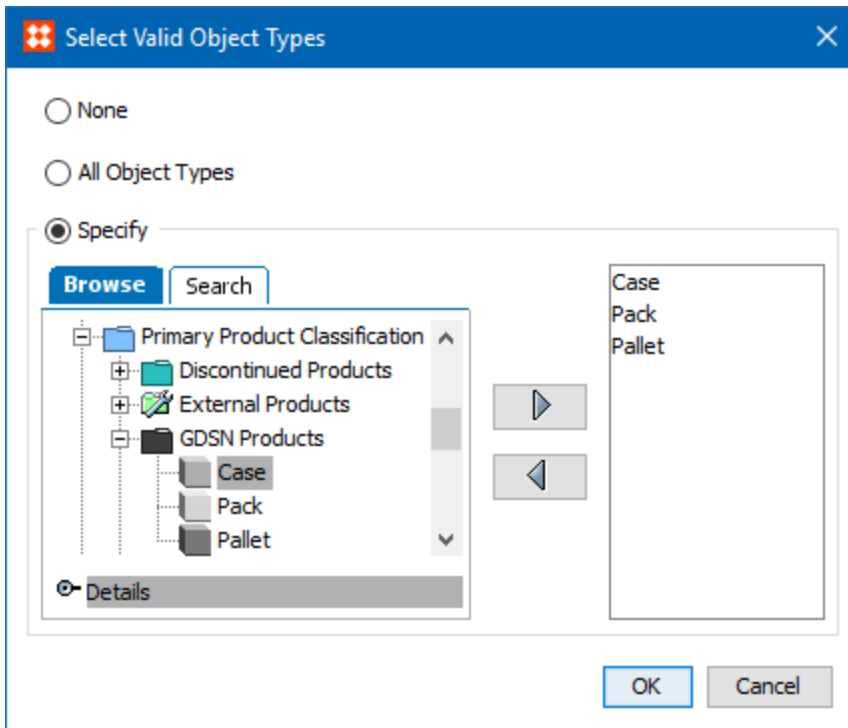 Select Valid Object Types
None
All Object Types
Specify
Browse
Search
Primary Product Classification
Discontinued Products
External Products
GDSN Products
Case
Pack
Pallet
Details
Case
Pack
Pallet
OK
Cancel